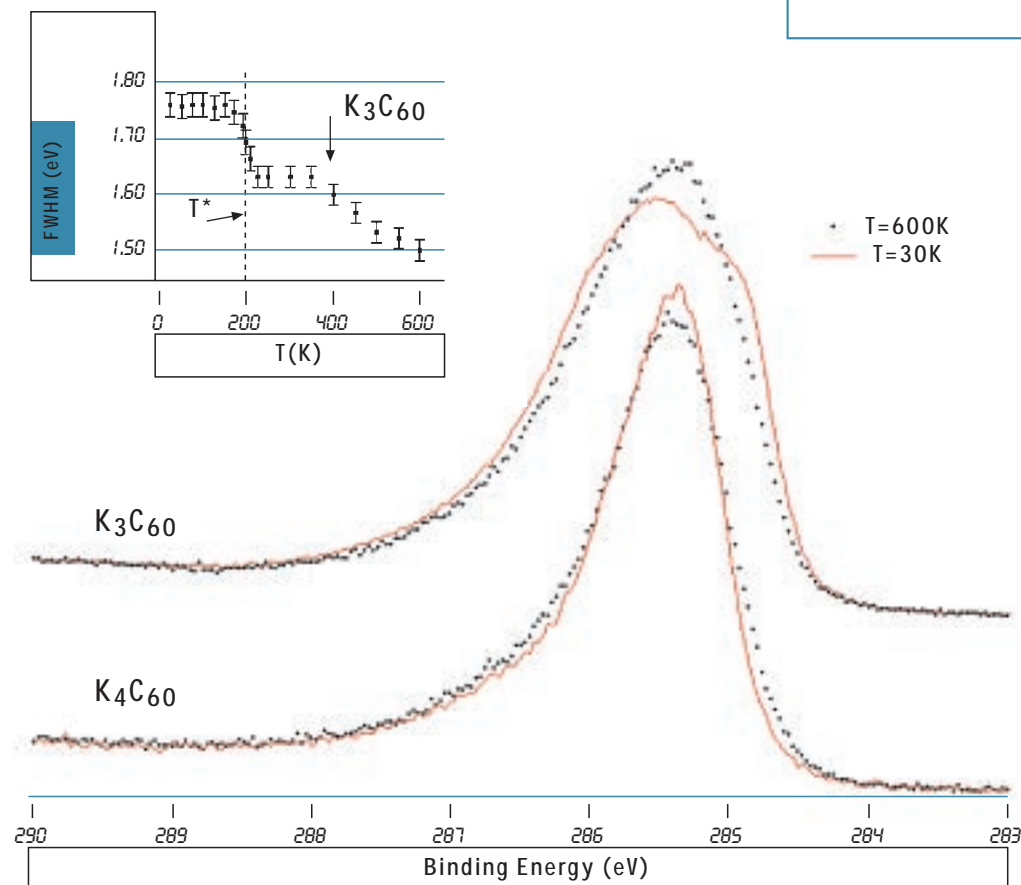 1.80
1.70
1.60
1.50
FWHM (eV)
K3C60
T*
0 200 400 600
T(K)
T=600K
T=30K
K3C60
K4C60
290 289 288 287 286 285 284 283
Binding Energy (eV)